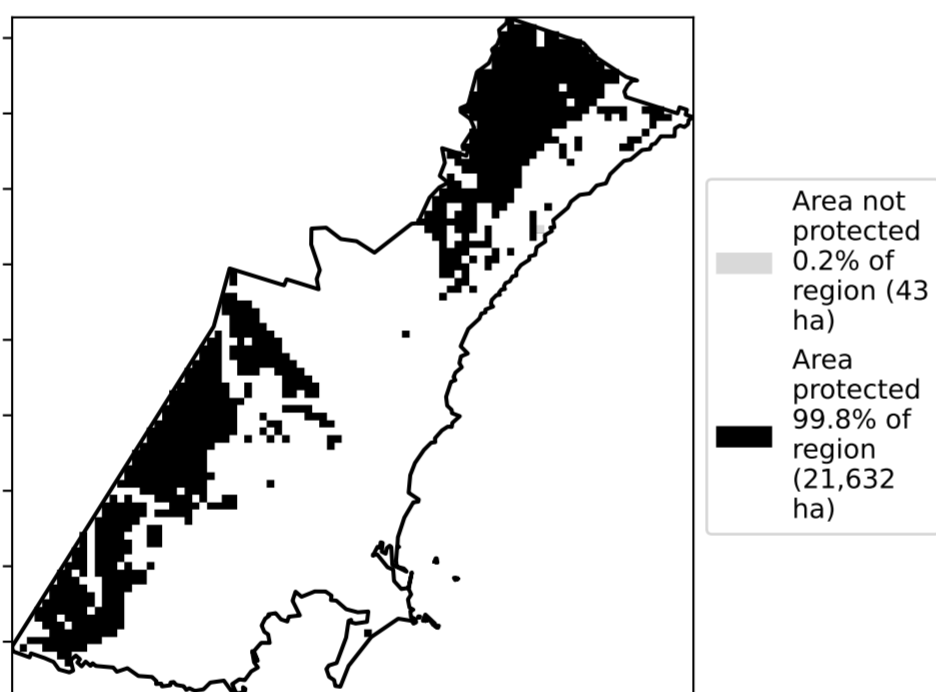 Area not
protected
0.2% of
region (43
ha)
Area
protected
99.8% of
region
(21,632
ha)